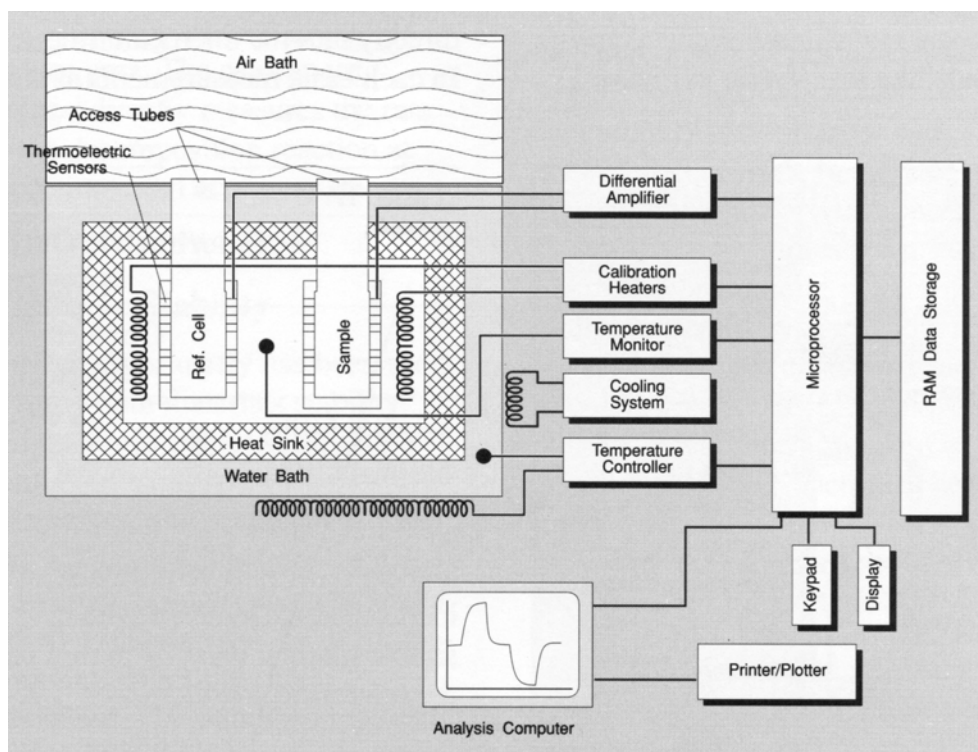 Air Bath
Access Tubes
Thermoelectric
Sensors
Differential
Amplifier
Calibration
Heaters
Temperature
Monitor
Cooling
System
Temperature
Controller
Ref. Cell
Sample
Heat Sink
Water Bath
Microprocessor
RAM Data Storage
Keypad
Display
Printer/Plotter
Analysis Computer